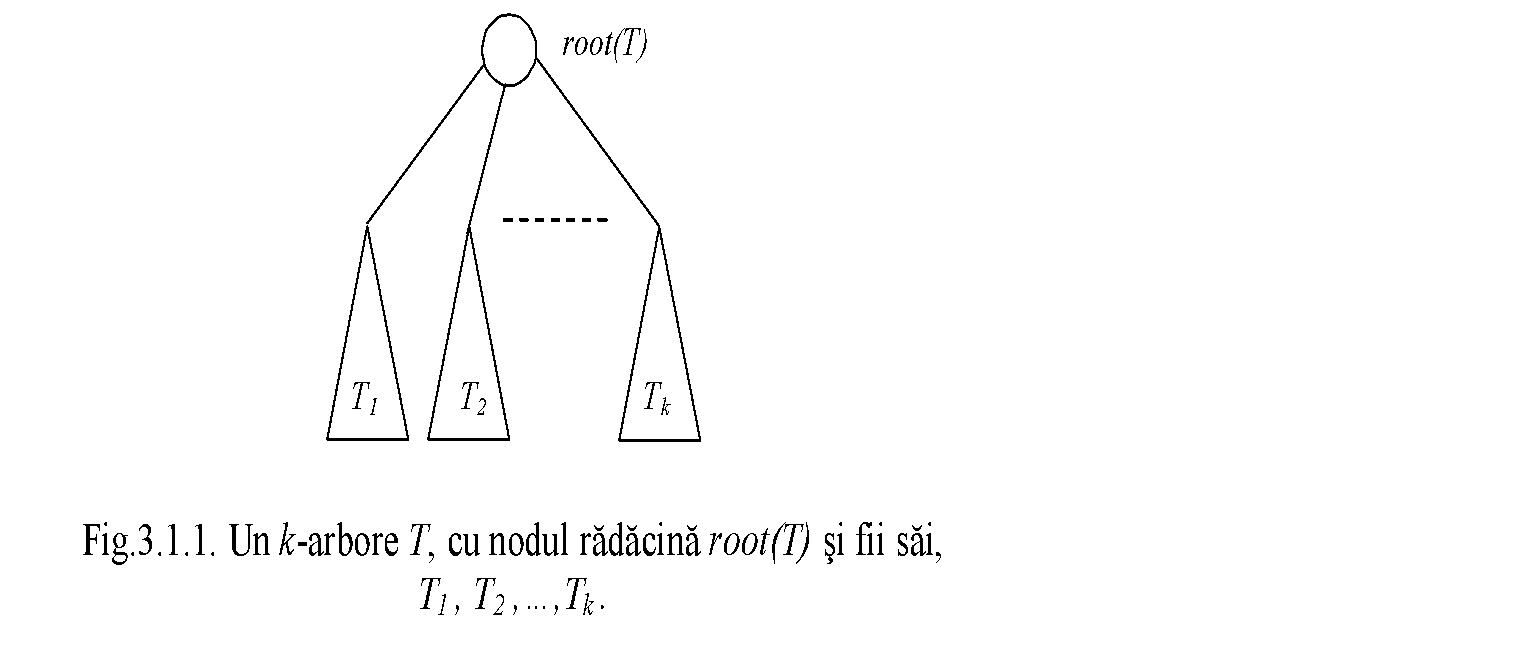 root(T)
T1 T2 Tk
Fig.3.1.1. Un k-arbore T, cu nodul rădăcină root(T) şi fii săi,
T1 , T2 ,...,Tk .